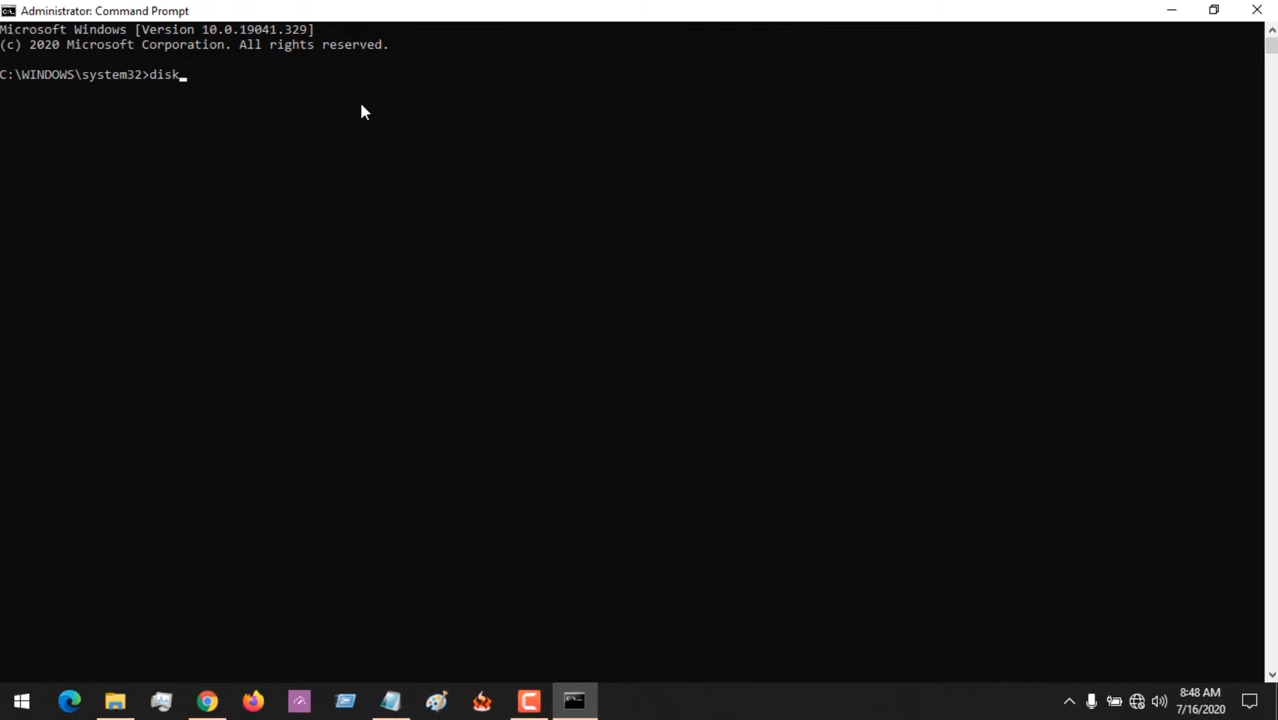 Administrator: Command Prompt
Microsoft Windows [Version 10.0.19041.329]
(c) 2020 Microsoft Corporation. All rights reserved.
C:\WINDOWS\system32>disk_
8:48 AM
7/16/2020